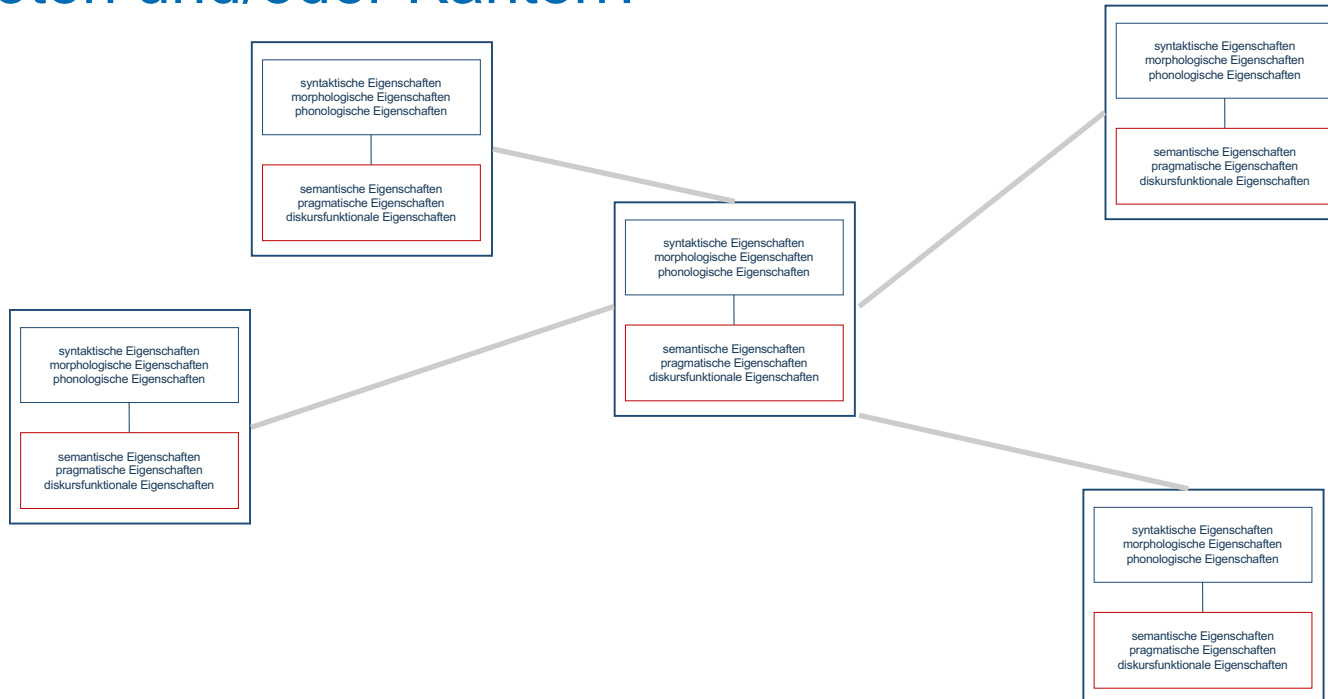 und/oder Kanten?
syntaktische Eigenschaften
morphologische Eigenschaften
phonologische Eigenschaften
semantische Eigenschaften
pragmatische Eigenschaften
diskursfunktionale Eigenschaften
syntaktische Eigenschaften
morphologische Eigenschaften
phonologische Eigenschaften
semantische Eigenschaften
pragmatische Eigenschaften
diskursfunktionale Eigenschaften
syntaktische Eigenschaften
morphologische Eigenschaften
phonologische Eigenschaften
semantische Eigenschaften
pragmatische Eigenschaften
diskursfunktionale Eigenschaften
syntaktische Eigenschaften
morphologische Eigenschaften
phonologische Eigenschaften
semantische Eigenschaften
pragmatische Eigenschaften
diskursfunktionale Eigenschaften
syntaktische Eigenschaften
morphologische Eigenschaften
phonologische Eigenschaften
semantische Eigenschaften
pragmatische Eigenschaften
diskursfunktionale Eigenschaften